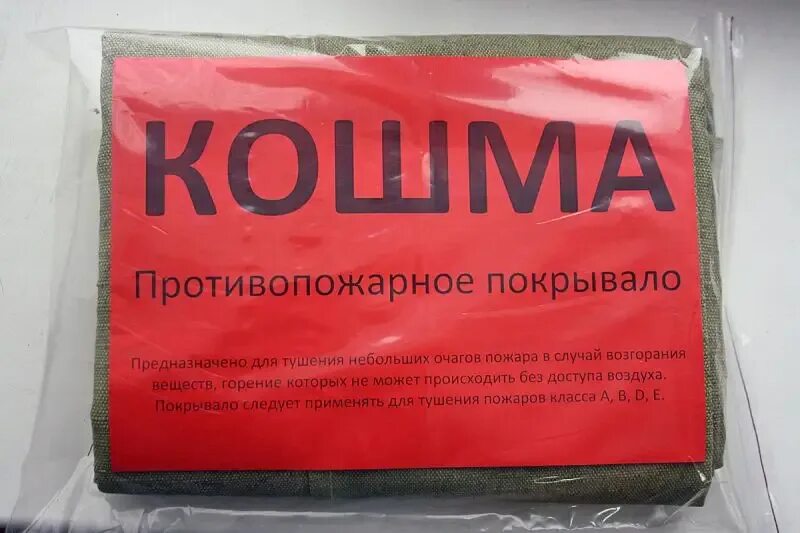 КОШМА
Противопожарное покрывало
Предназначено для тушения небольших очагов пожара в случай возгорания
веществ, горение которых не может происходить без доступа воздуха.
Покрывало следует применять для тушения пожаров класса А, В, D, Е.